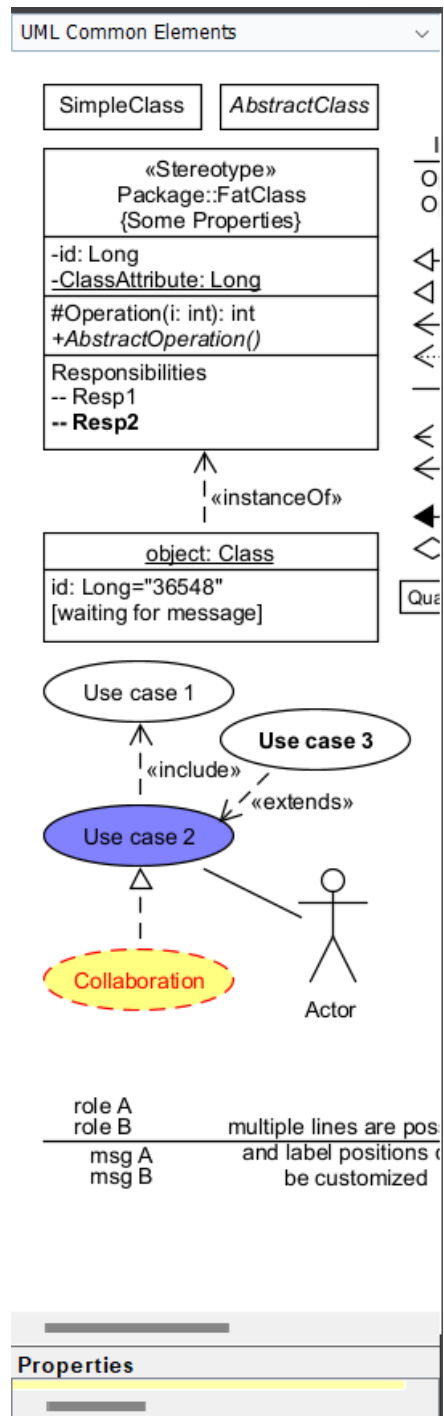 UML Common Elements
SimpleClass
AbstractClass
«Stereotype»
Package::FatClass
{Some Properties}
-id: Long
-ClassAttribute: Long
#Operation(i: int): int
+AbstractOperation()
Responsibilities
-- Resp1
-- Resp2
«instanceOf»
object: Class
id: Long="36548"
[waiting for message]
Use case 1
Use case 3
«include»
«extends»
Use case 2
Collaboration
Actor
role A
role B
msg A
msg B
multiple lines are
and label positions
be customized
Properties